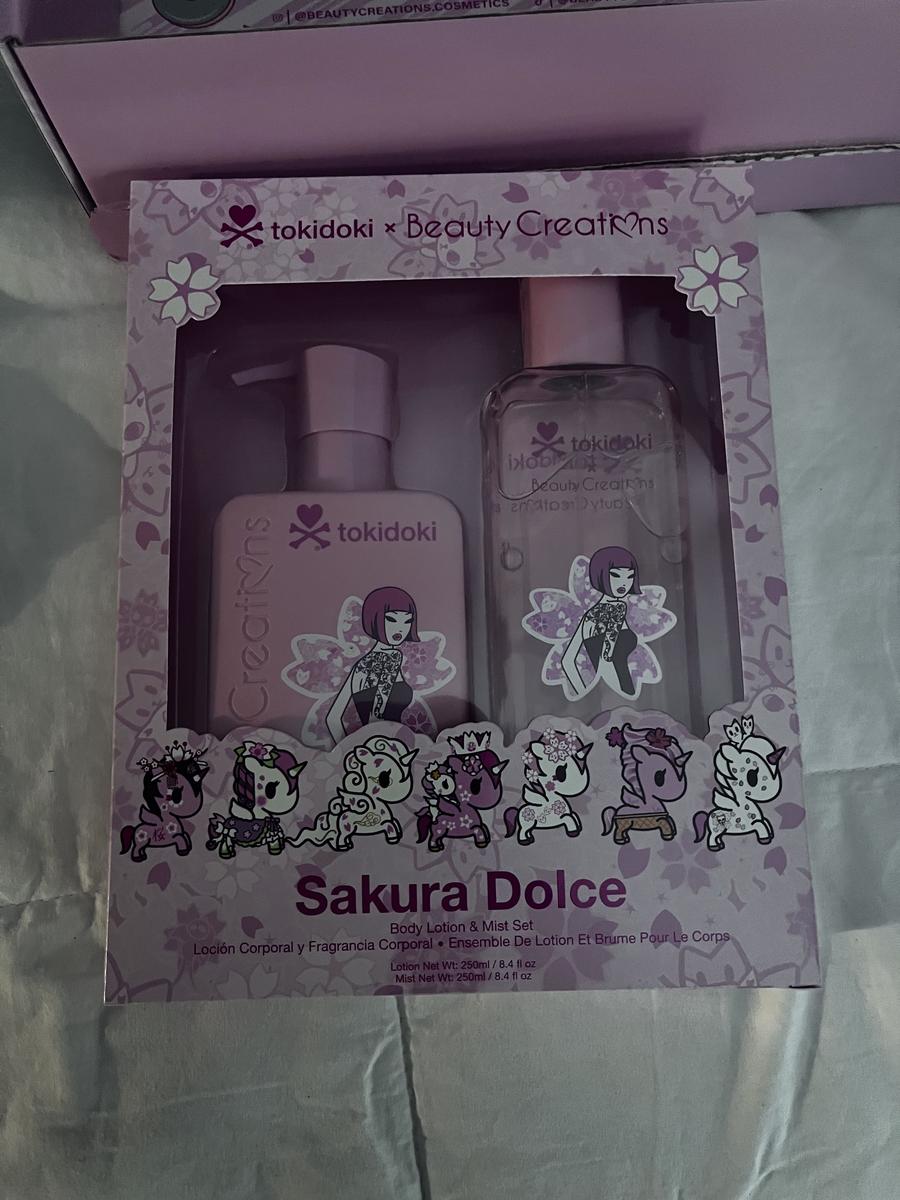 @BEAUTYCREATIONS.COSMETICS
tokidoki × Beauty Creations
tokidoki
Creations
tokidoki
×
Beauty Creations
Sakura Dolce
Body Lotion & Mist Set
Loción Corporal y Fragrancia Corporal • Ensemble De Lotion Et Brume Pour Le Corps
Lotion Net Wt: 250ml / 8.4 fl oz
Mist Net Wt: 250ml / 8.4 fl oz